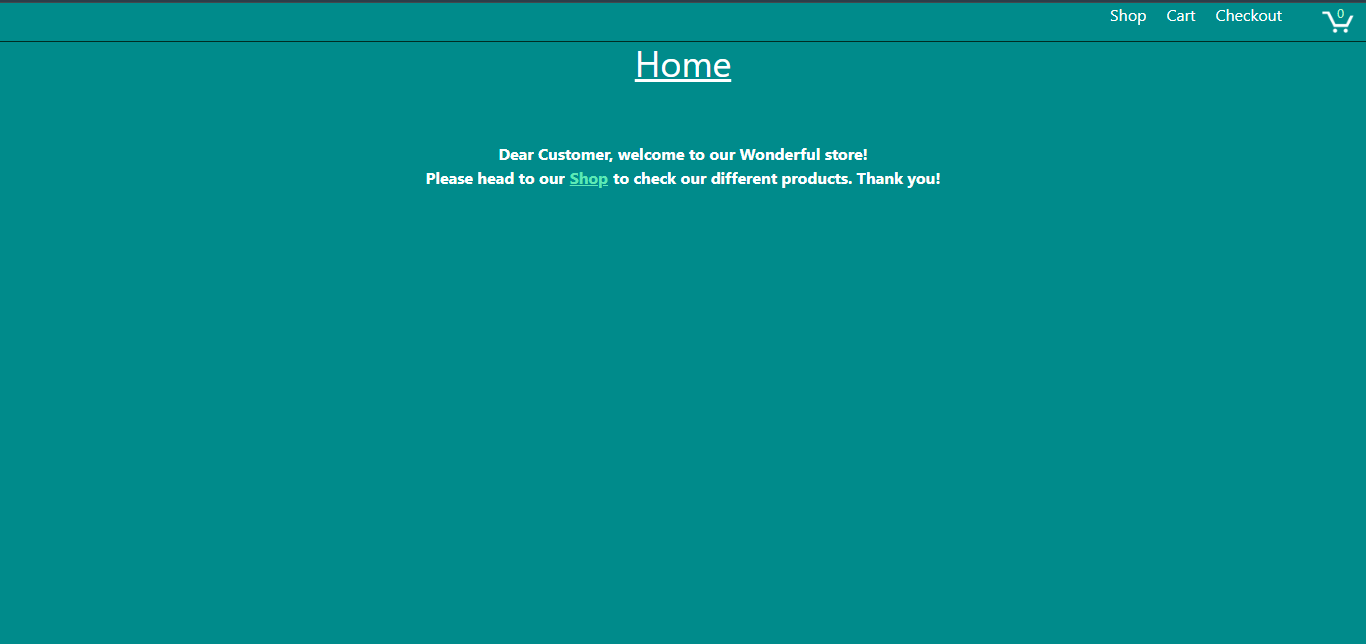 Shop Cart Checkout 0
Home
Dear Customer, welcome to our Wonderful store!
Please head to our Shop to check our different products. Thank you!